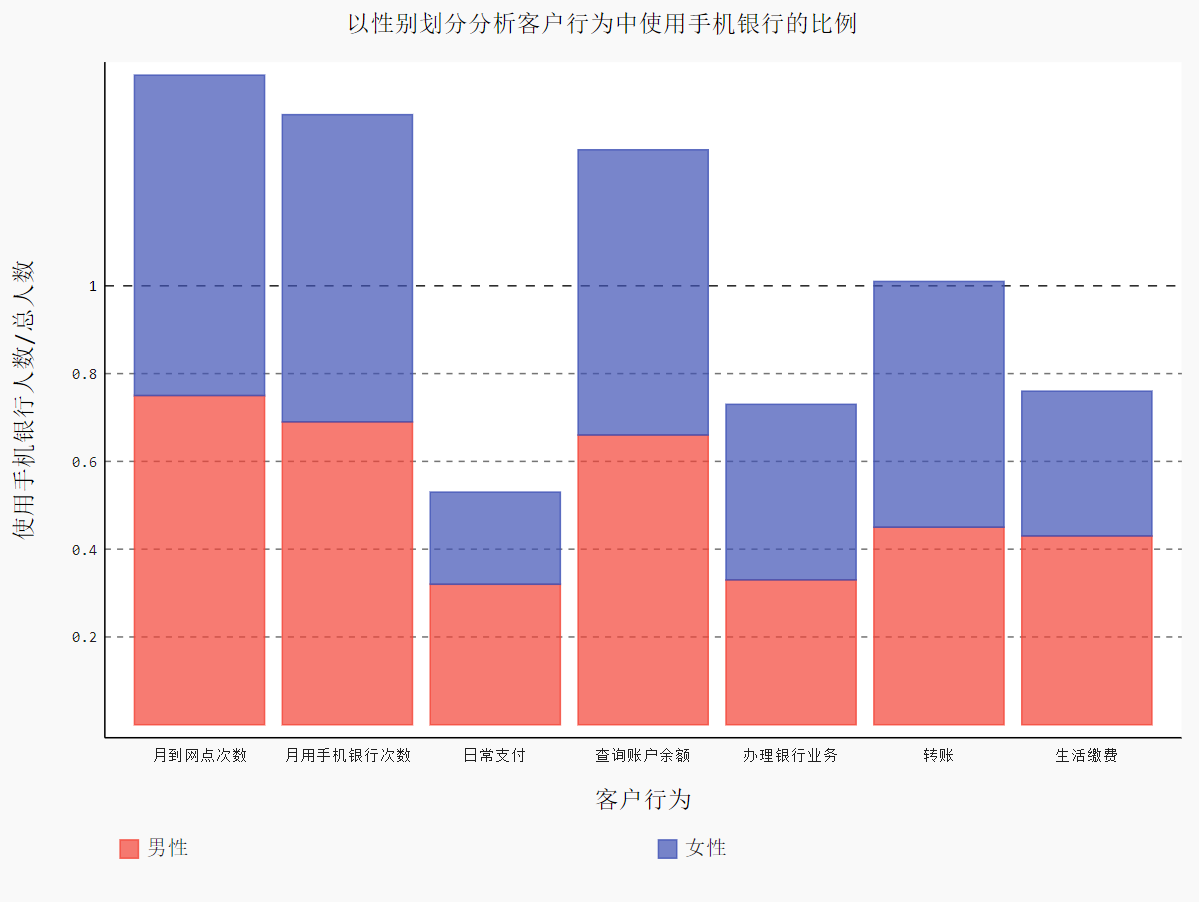 以性别划分分析客户行为中使用手机银行的比例
使用手机银行人数/总人数
1
0.8
0.6
0.4
0.2
月到网点次数
月用手机银行次数
日常支付
查询账户余额
办理银行业务
转账
生活缴费
客户行为
男性
女性